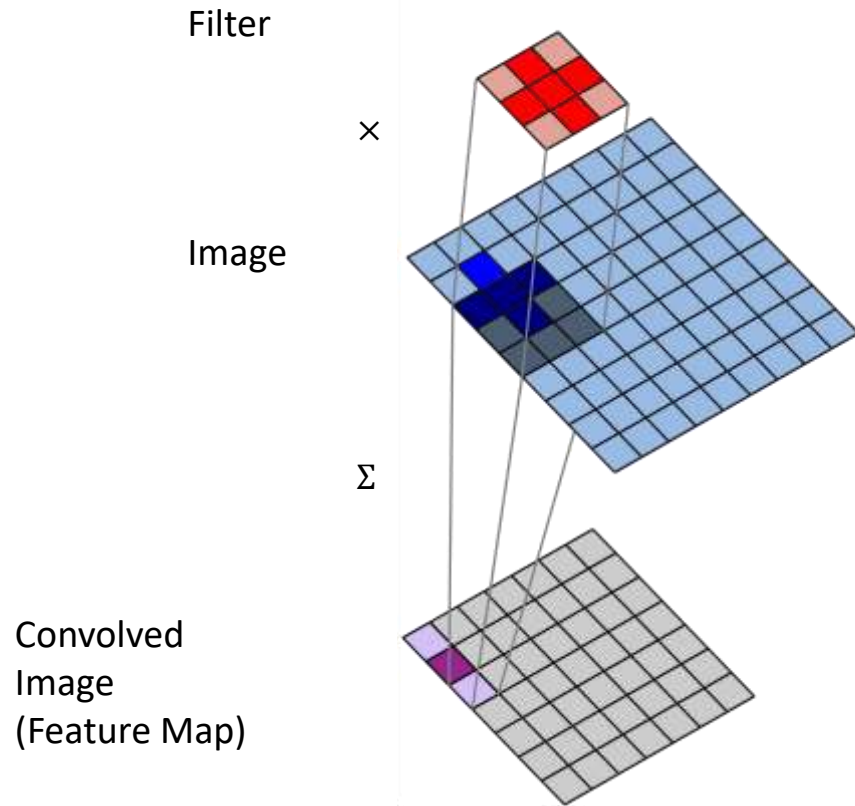 Filter
×
Image
Σ
Convolved
Image
(Feature Map)